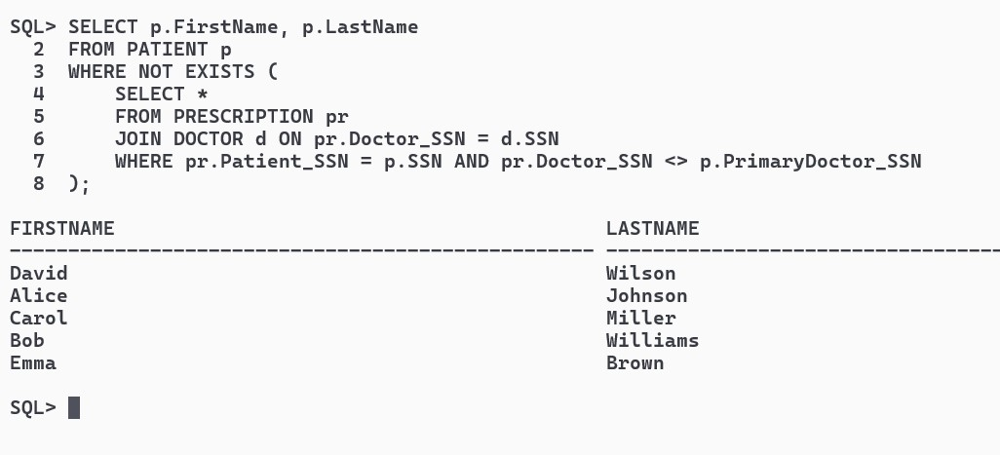 SQL> SELECT p.FirstName, p.LastName
  2  FROM PATIENT p
  3  WHERE NOT EXISTS (
  4      SELECT *
  5      FROM PRESCRIPTION pr
  6      JOIN DOCTOR d ON pr.Doctor_SSN = d.SSN
  7      WHERE pr.Patient_SSN = p.SSN AND pr.Doctor_SSN <> p.PrimaryDoctor_SSN
  8  );
FIRSTNAME                                          LASTNAME
-------------------------------------------------- ----------------------------------
David                                              Wilson
Alice                                              Johnson
Carol                                              Miller
Bob                                                Williams
Emma                                               Brown
SQL>